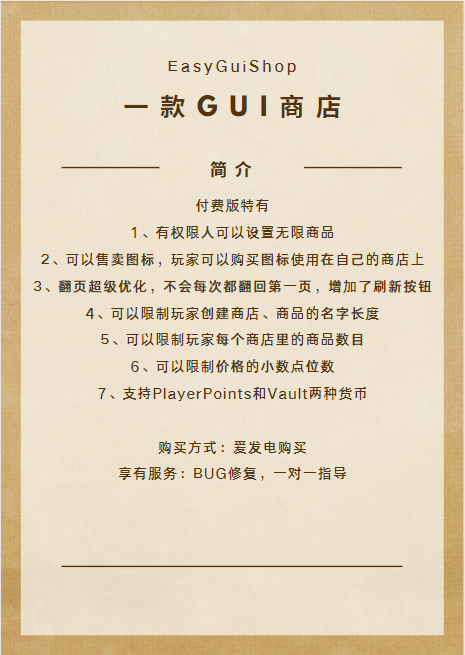 EasyGuiShop
一款GUI商店
简介
付费版特有
1、有权限人可以设置无限商品
2、可以售卖图标，玩家可以购买图标使用在自己的商店上
3、翻页超级优化，不会每次都翻回第一页，增加了刷新按钮
4、可以限制玩家创建商店、商品的名字长度
5、可以限制玩家每个商店里的商品数目
6、可以限制价格的小数点位数
7、支持PlayerPoints和Vault两种货币
购买方式：爱发电购买
享有服务：BUG修复，一对一指导